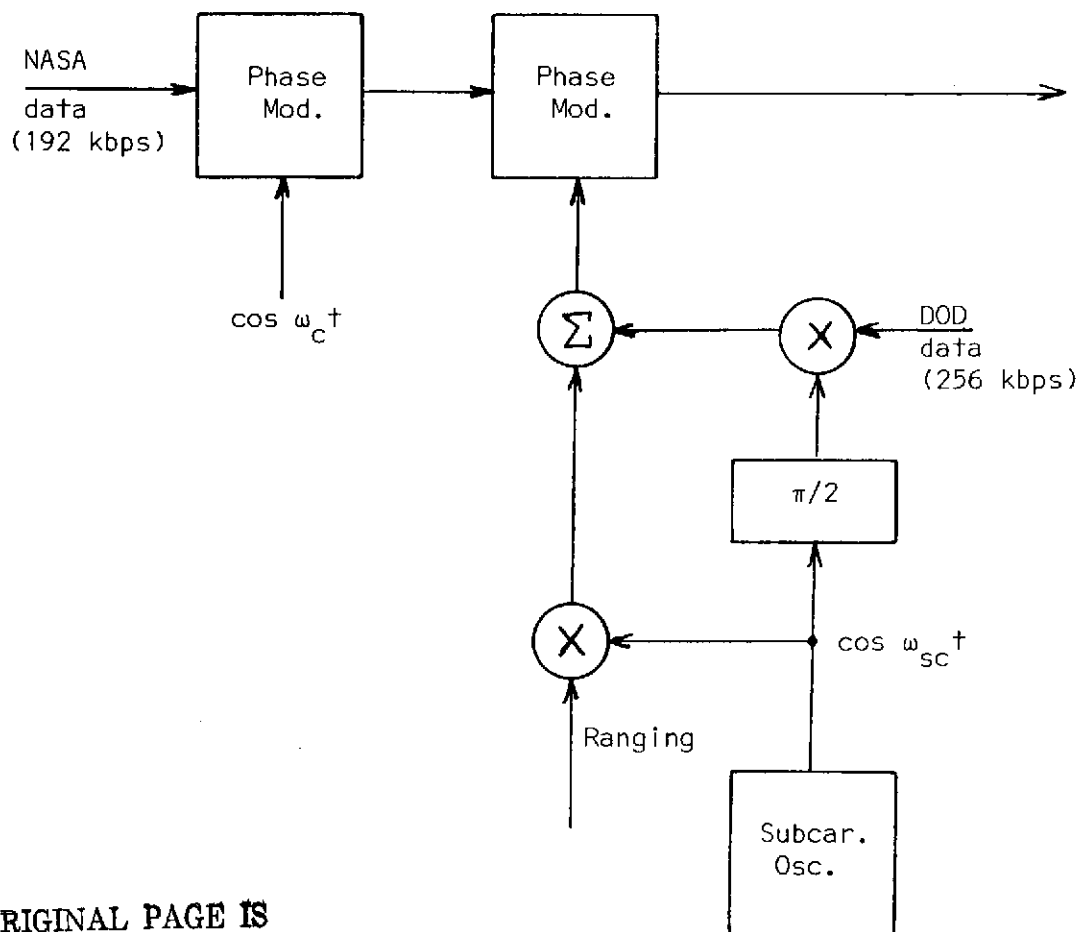 NASA
data
(192 kbps)
Phase
Mod.
Phase
Mod.
cos ω_c t
Σ
X
DOD
data
(256 kbps)
π/2
X
cos ω_sc t
Ranging
Subcar.
Osc.
RIGINAL PAGE IS